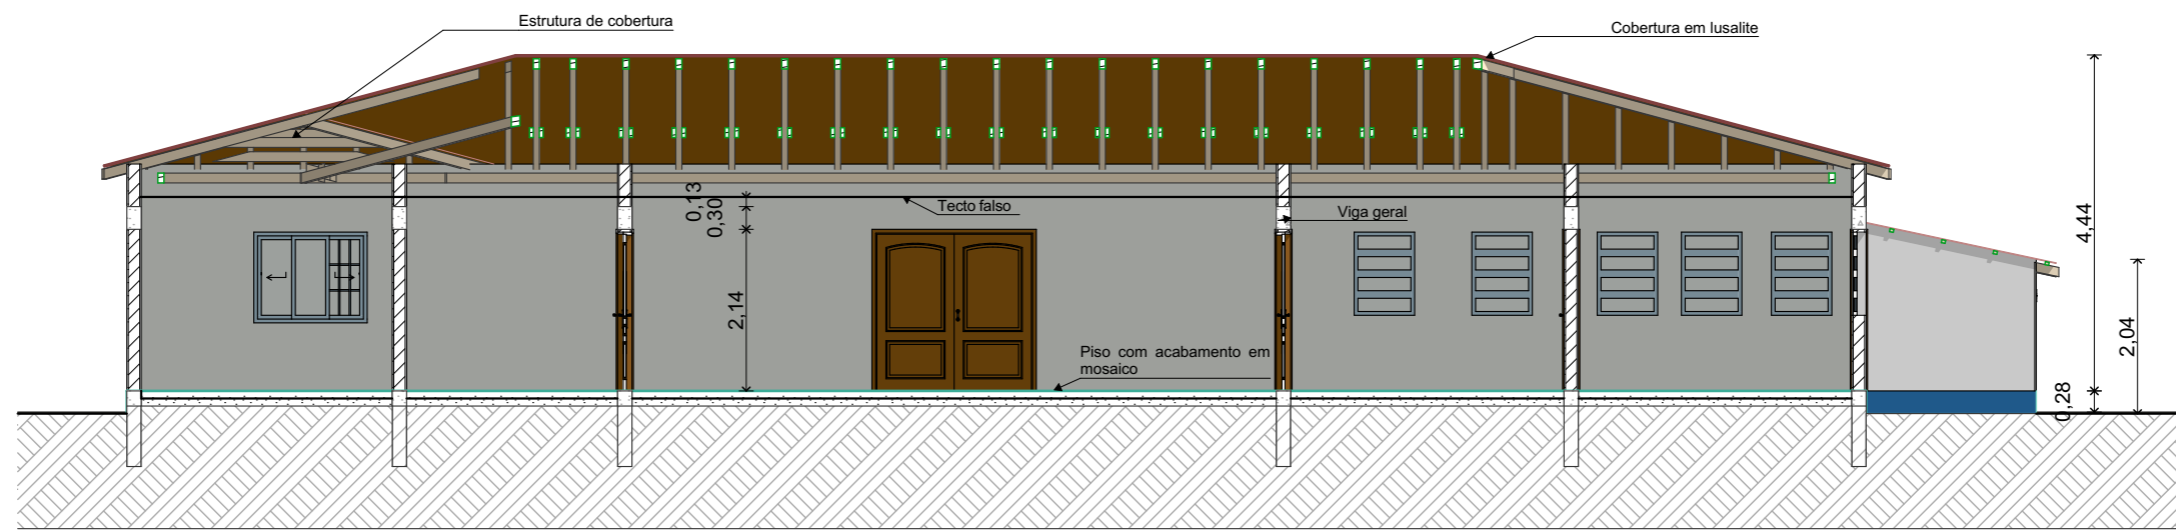 Estrutura de cobertura
Cobertura em lusalite
0,13
0,30
Tecto falso
Viga geral
4,44
2,14
2,04
Piso com acabamento em
mosaico
0,28